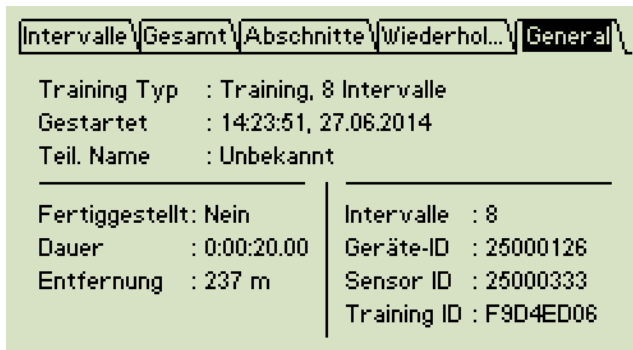 Intervalle Gesamt Abschnitte Wiederhol... General
Training Typ : Training, 8 Intervalle
Gestartet : 14:23:51, 27.06.2014
Teil. Name : Unbekannt
Fertiggestellt: Nein
Dauer : 0:00:20.00
Entfernung : 237 m
Intervalle : 8
Geräte-ID : 25000126
Sensor ID : 25000333
Training ID : F9D4ED06